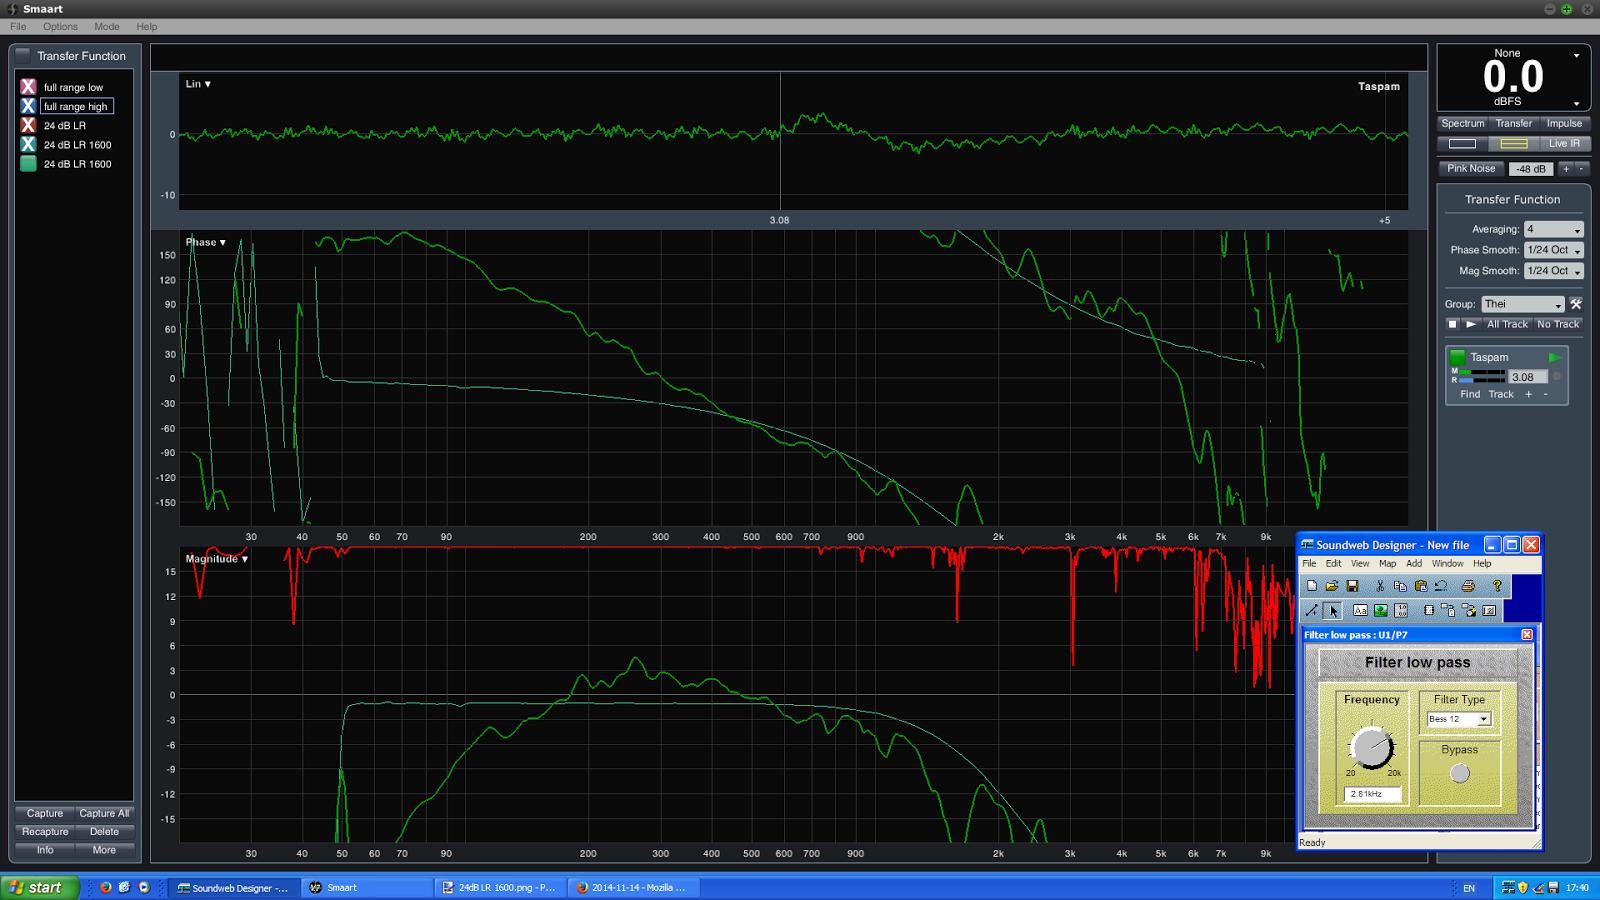 Smaart
File Options Mode Help
Transfer Function
full range low
full range high
24 dB LR
24 dB LR 1600
24 dB LR 1600
Capture Capture All
Recapture Delete
Info More
Lin ▾
Taspam
0
-10
3.08 +5
Phase ▾
150
120
90
60
30
0
-30
-60
-90
-120
-150
30 40 50 60 70 90 200 300 400 500 600 700 900 2k 3k 4k 5k 6k 7k 9k
Magnitude ▾
15
12
9
6
3
0
-3
-6
-9
-12
-15
30 40 50 60 70 90 200 300 400 500 600 700 900 2k 3k 4k 5k 6k 7k 9k
None
0.0
dBFS
Spectrum Transfer Impulse
Live IR
Pink Noise -48 dB + -
Transfer Function
Averaging: 4
Phase Smooth: 1/24 Oct
Mag Smooth: 1/24 Oct
Group: Thei
All Track No Track
Taspam
M
R 3.08
Find Track + -
Soundweb Designer - New file
File Edit View Map Add Window Help
Filter low pass : U1/P7
Filter low pass
Frequency
20 20k
2.81kHz
Filter Type
Bess 12
Bypass
Ready
start
Soundweb Designer -...
Smaart
24dB LR 1600.png - P...
2014-11-14 - Mozilla ...
EN
17:40